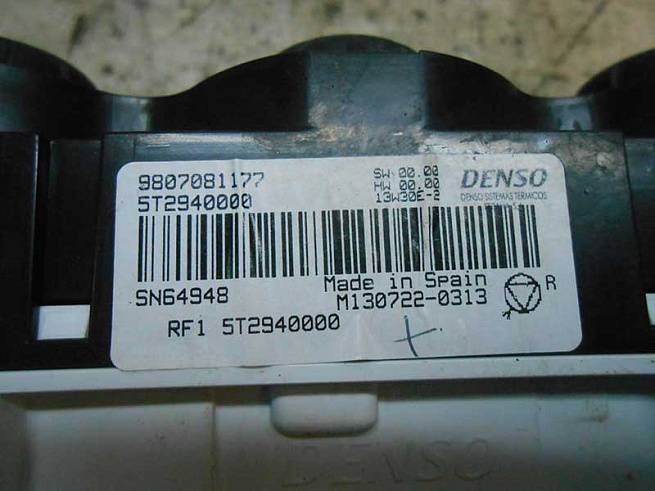 9807081177
5T2940000
SW 00.00
HW 00.00
13W30E-2
DENSO
DENSO SISTEMAS TERMICOS
SN64948
Made in Spain
M130722-0313
R
RF1 5T2940000
DENSO